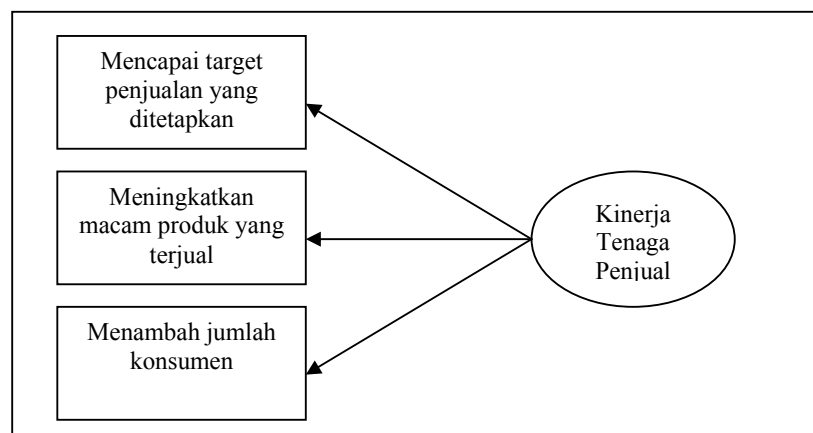 Mencapai target
penjualan yang
ditetapkan
Meningkatkan
macam produk yang
terjual
Menambah jumlah
konsumen
Kinerja
Tenaga
Penjual